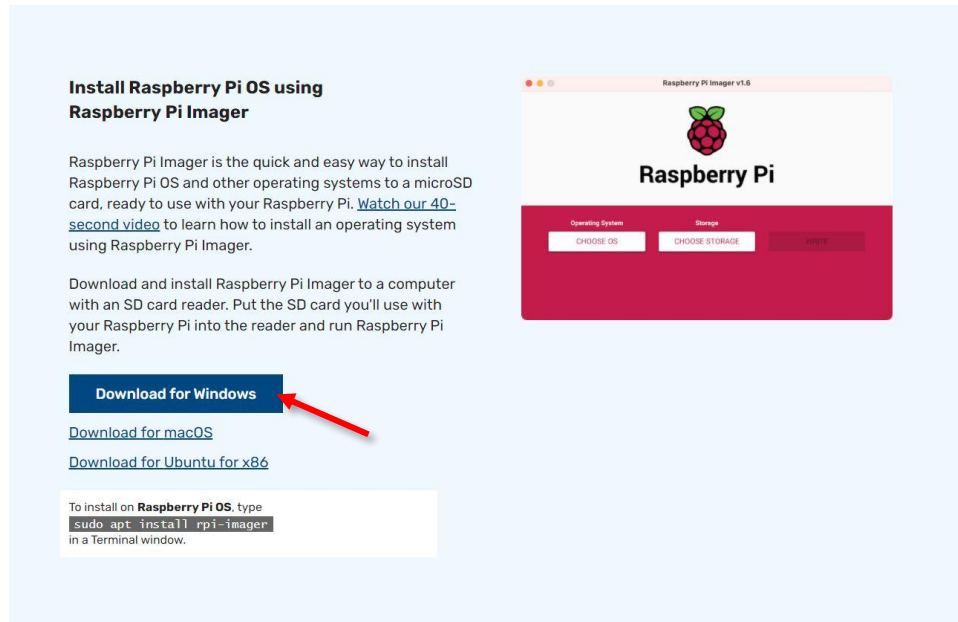 Install Raspberry Pi OS using
Raspberry Pi Imager
Raspberry Pi Imager is the quick and easy way to install
Raspberry Pi OS and other operating systems to a microSD
card, ready to use with your Raspberry Pi. Watch our 40-
second video to learn how to install an operating system
using Raspberry Pi Imager.
Download and install Raspberry Pi Imager to a computer
with an SD card reader. Put the SD card you'll use with
your Raspberry Pi into the reader and run Raspberry Pi
Imager.
Download for Windows
Download for macOS
Download for Ubuntu for x86
To install on Raspberry Pi OS, type
sudo apt install rpi-imager
in a Terminal window.
Raspberry Pi Imager v1.6
Raspberry Pi
Operating System
Storage
CHOOSE OS
CHOOSE STORAGE
WRITE